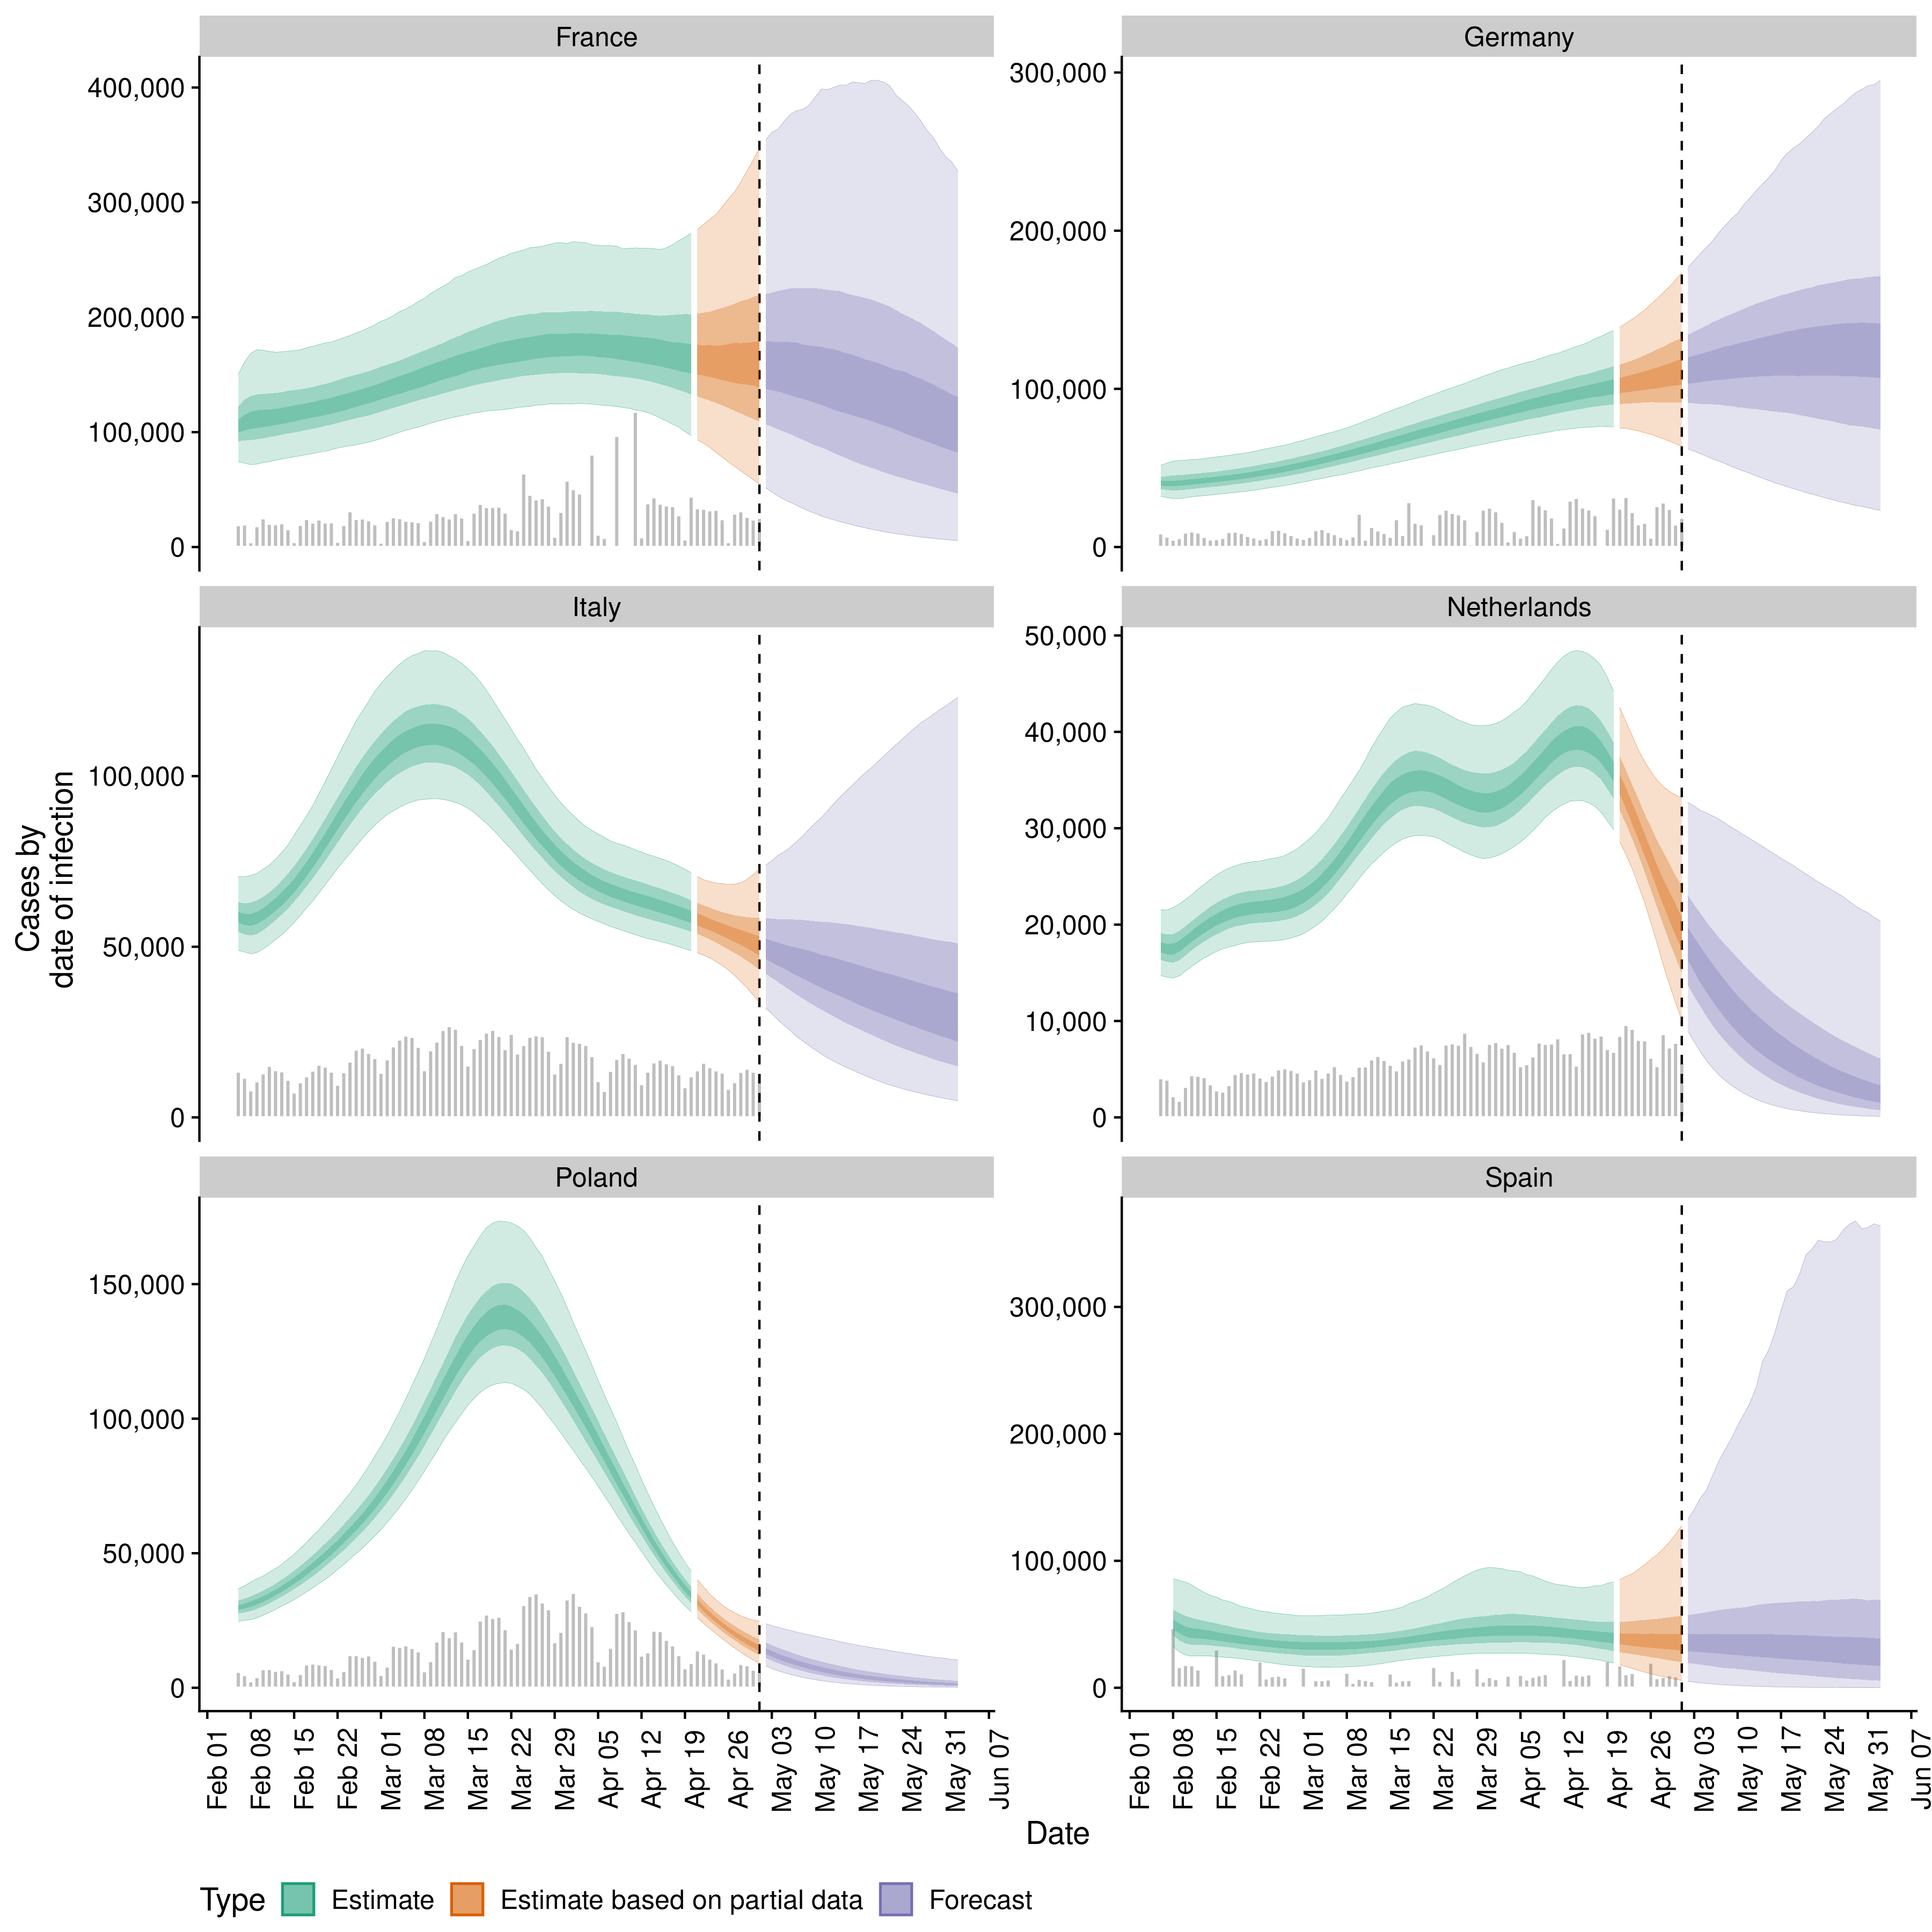 France
Germany
400,000
300,000
200,000
100,000
0
300,000
200,000
100,000
0
Italy
Netherlands
100,000
50,000
0
50,000
40,000
30,000
20,000
10,000
0
Cases by
date of infection
Poland
Spain
150,000
100,000
50,000
0
300,000
200,000
100,000
0
Feb 01
Feb 08
Feb 15
Feb 22
Mar 01
Mar 08
Mar 15
Mar 22
Mar 29
Apr 05
Apr 12
Apr 19
Apr 26
May 03
May 10
May 17
May 24
May 31
Jun 07
Feb 01
Feb 08
Feb 15
Feb 22
Mar 01
Mar 08
Mar 15
Mar 22
Mar 29
Apr 05
Apr 12
Apr 19
Apr 26
May 03
May 10
May 17
May 24
May 31
Jun 07
Date
Type Estimate Estimate based on partial data Forecast